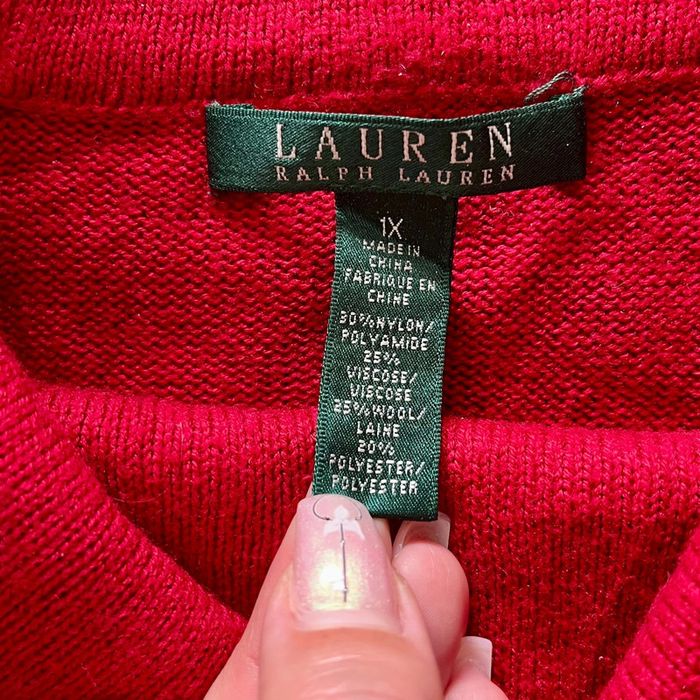 LAUREN
RALPH LAUREN
1X
MADE IN
CHINA
FABRIQUE EN
CHINE
30%NYLON/
POLYAMIDE
25%
VISCOSE/
VISCOSE
25%WOOL/
LAINE
20%
POLYESTER/
POLYESTER